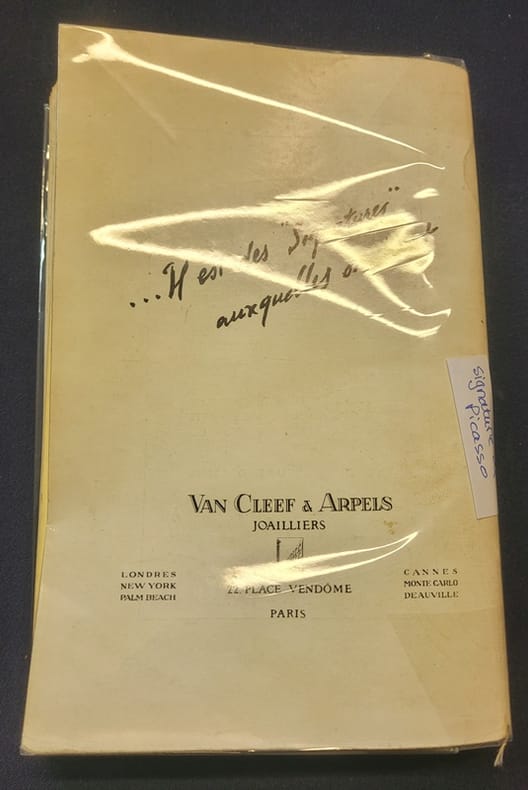 ...Il est des "Signatures"
auxquelles
signature
Picasso
VAN CLEEF & ARPELS
JOAILLIERS
LONDRES
NEW YORK
PALM BEACH
22, PLACE VENDÔME
PARIS
CANNES
MONTE CARLO
DEAUVILLE